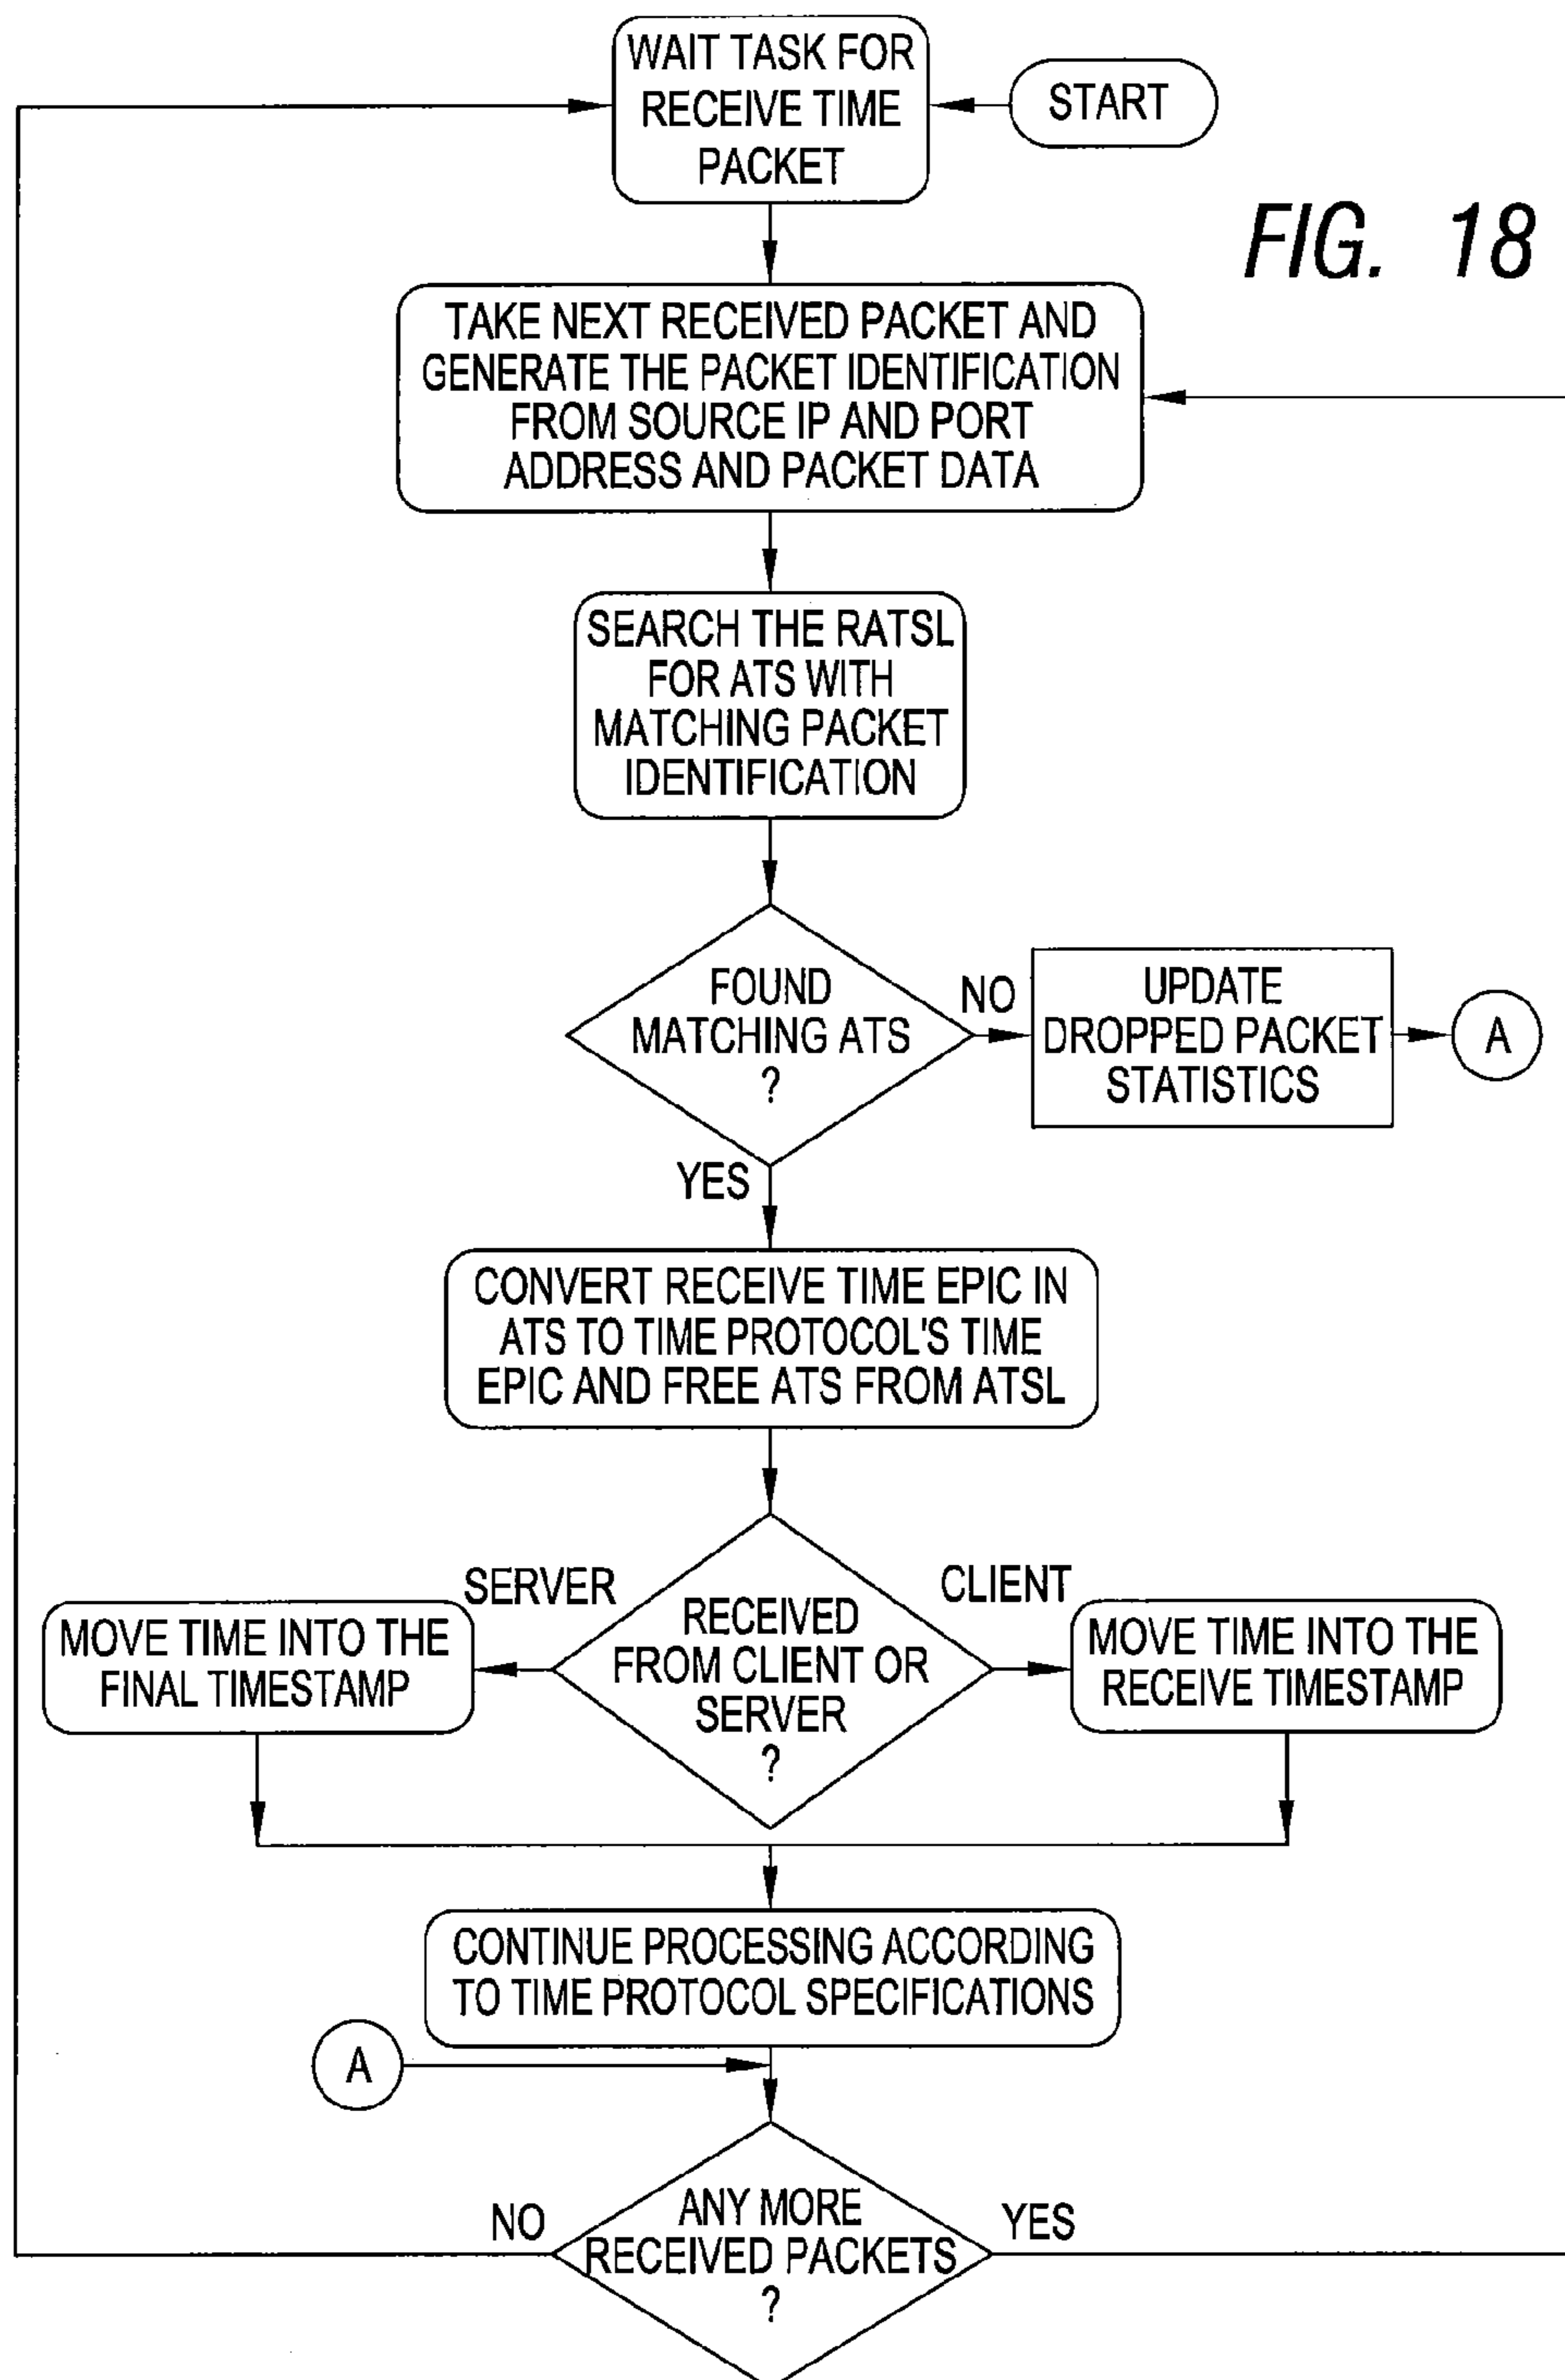 WAIT TASK FOR
RECEIVE TIME
PACKET
START
FIG. 18
TAKE NEXT RECEIVED PACKET AND
GENERATE THE PACKET IDENTIFICATION
FROM SOURCE IP AND PORT
ADDRESS AND PACKET DATA
SEARCH THE RATSL
FOR ATS WITH
MATCHING PACKET
IDENTIFICATION
FOUND
MATCHING ATS
?
NO
UPDATE
DROPPED PACKET
STATISTICS
A
YES
CONVERT RECEIVE TIME EPIC IN
ATS TO TIME PROTOCOL'S TIME
EPIC AND FREE ATS FROM ATSL
SERVER
RECEIVED
FROM CLIENT OR
SERVER
?
CLIENT
MOVE TIME INTO THE
FINAL TIMESTAMP
MOVE TIME INTO THE
RECEIVE TIMESTAMP
CONTINUE PROCESSING ACCORDING
TO TIME PROTOCOL SPECIFICATIONS
A
NO
ANY MORE
RECEIVED PACKETS
?
YES